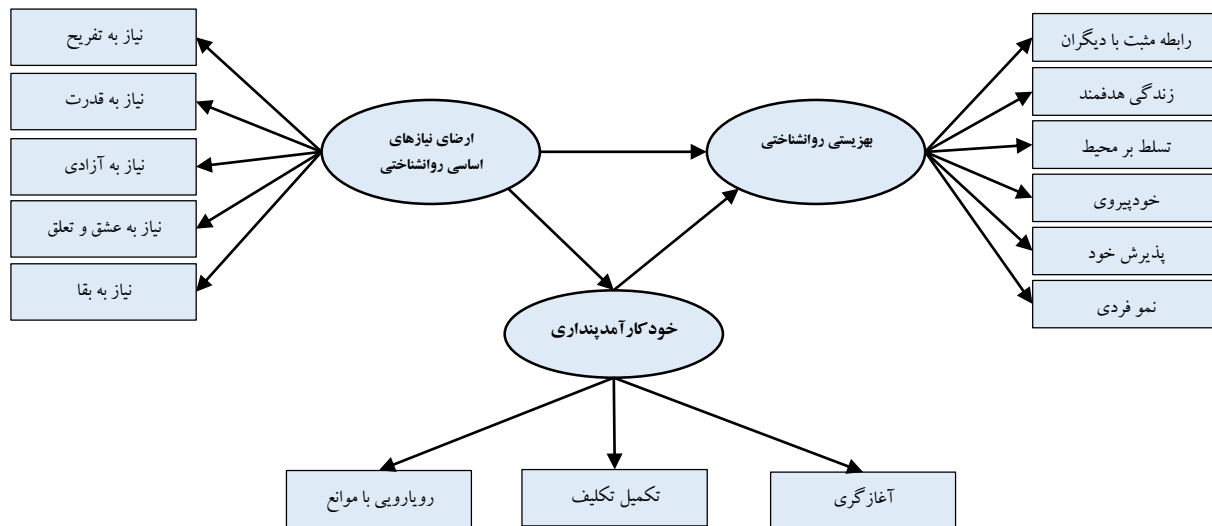 نیاز به تفریح
نیاز به قدرت
نیاز به آزادی
نیاز به عشق و تعلق
نیاز به بقا
ارضای نیازهای
اساسی روانشناختی
بهزیستی روانشناختی
رابطه مثبت با دیگران
زندگی هدفمند
تسلط بر محیط
خودپیروی
پذیرش خود
نمو فردی
خودکارآمدپنداری
رویارویی با موانع
تکمیل تکلیف
آغازگری